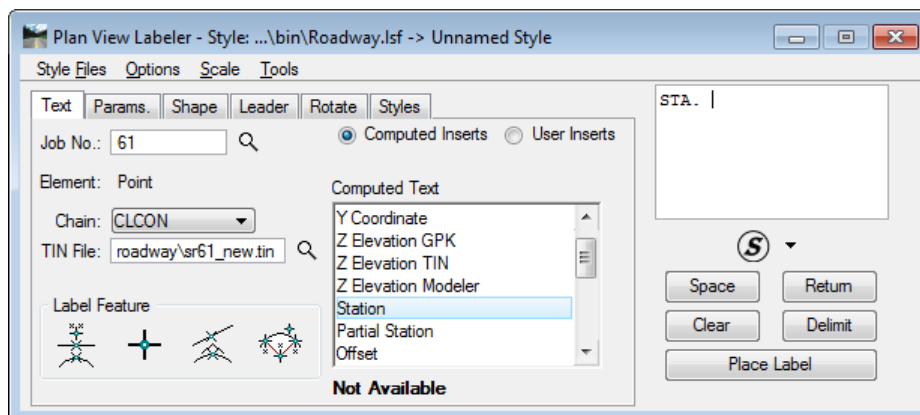 Plan View Labeler - Style: ...\bin\Roadway.lsf -> Unnamed Style
Style Files Options Scale Tools
Text Params. Shape Leader Rotate Styles
Job No.: 61
Computed Inserts User Inserts
Element: Point
Chain: CLCON
TIN File: roadway\sr61_new.tin
Label Feature
Computed Text
Y Coordinate
Z Elevation GPK
Z Elevation TIN
Z Elevation Modeler
Station
Partial Station
Offset
Not Available
STA.
S
Space Return
Clear Delimit
Place Label